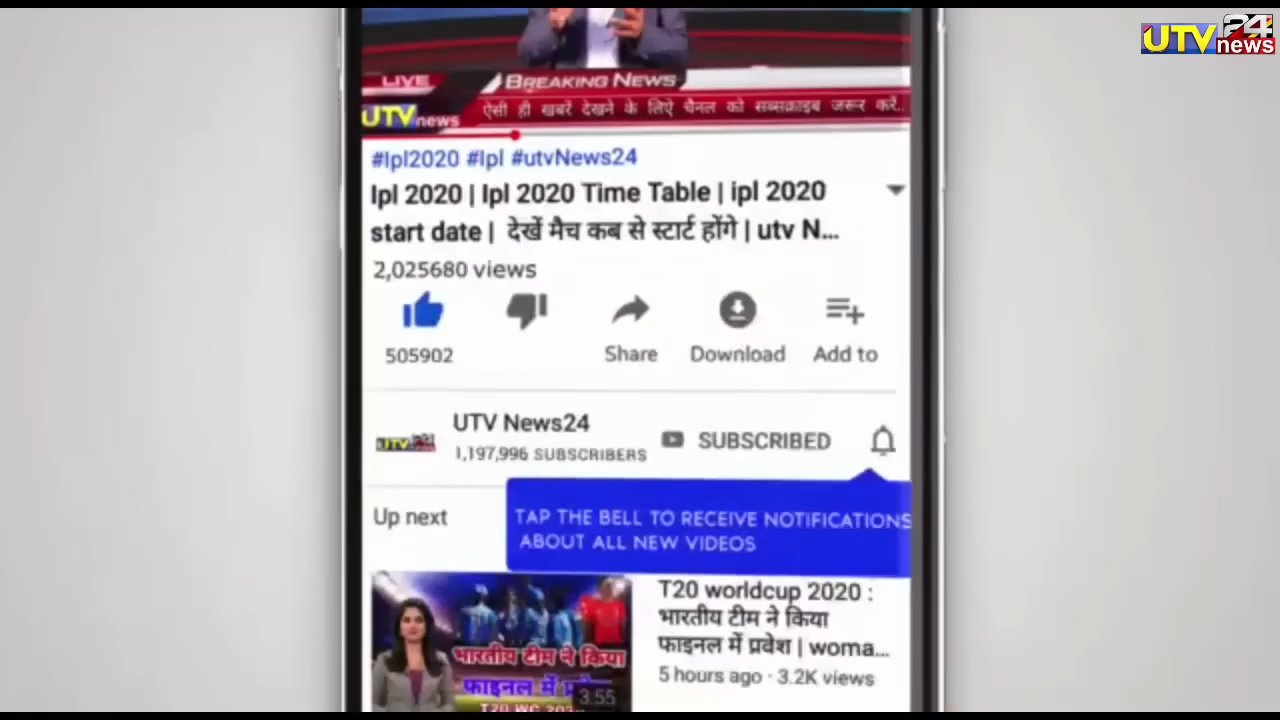 UTV 24 news
LIVE
BREAKING NEWS
UTV news
ऐसी ही खबरें देखने के लिऐ चैनल को सब्सक्राइब जरूर करें..
#Ipl2020 #Ipl #utvNews24
Ipl 2020 | Ipl 2020 Time Table | ipl 2020
start date | देखें मैच कब से स्टार्ट होंगे | utv N...
2,025680 views
505902
Share
Download
Add to
UTV News24
1,197,996 SUBSCRIBERS
SUBSCRIBED
TAP THE BELL TO RECEIVE NOTIFICATIONS
ABOUT ALL NEW VIDEOS
Up next
भारतीय टीम ने किया
फाइनल में
3:55
T20 WC
T20 worldcup 2020 :
भारतीय टीम ने किया
फाइनल में प्रवेश | woma...
5 hours ago · 3.2K views